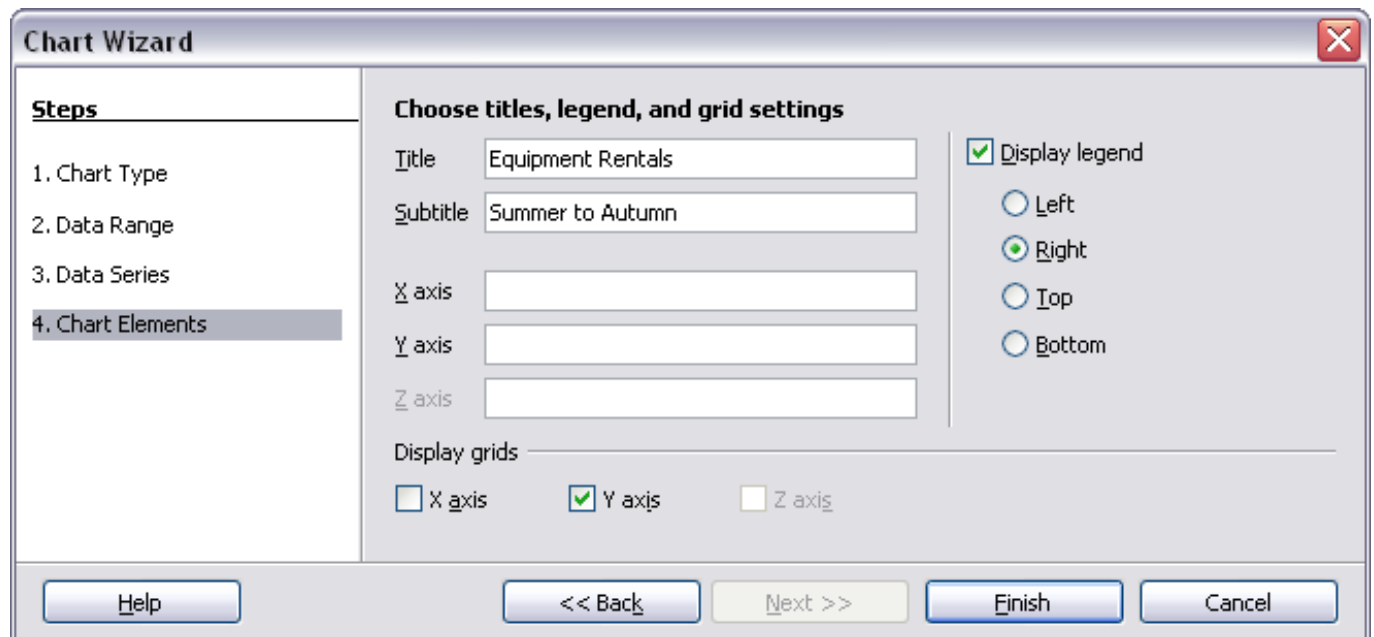 Chart Wizard
Steps
1. Chart Type
2. Data Range
3. Data Series
4. Chart Elements
Choose titles, legend, and grid settings
Title Equipment Rentals
Subtitle Summer to Autumn
X axis
Y axis
Z axis
Display legend
Left
Right
Top
Bottom
Display grids
X axis Y axis Z axis
Help << Back Next >> Finish Cancel